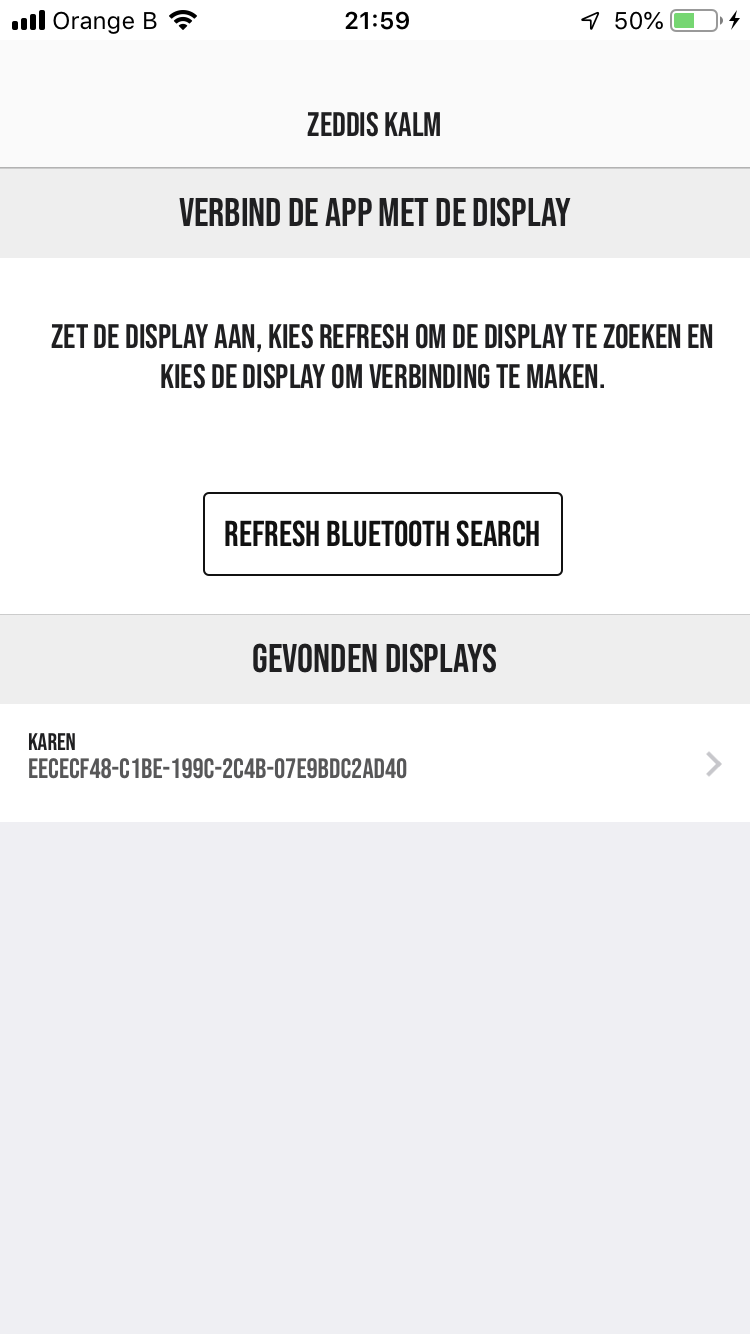 Orange B 21:59 50%
ZEDDIS KALM
VERBIND DE APP MET DE DISPLAY
ZET DE DISPLAY AAN, KIES REFRESH OM DE DISPLAY TE ZOEKEN EN
KIES DE DISPLAY OM VERBINDING TE MAKEN.
REFRESH BLUETOOTH SEARCH
GEVONDEN DISPLAYS
KAREN
EECECF48-C1BE-199C-2C4B-07E9BDC2AD40